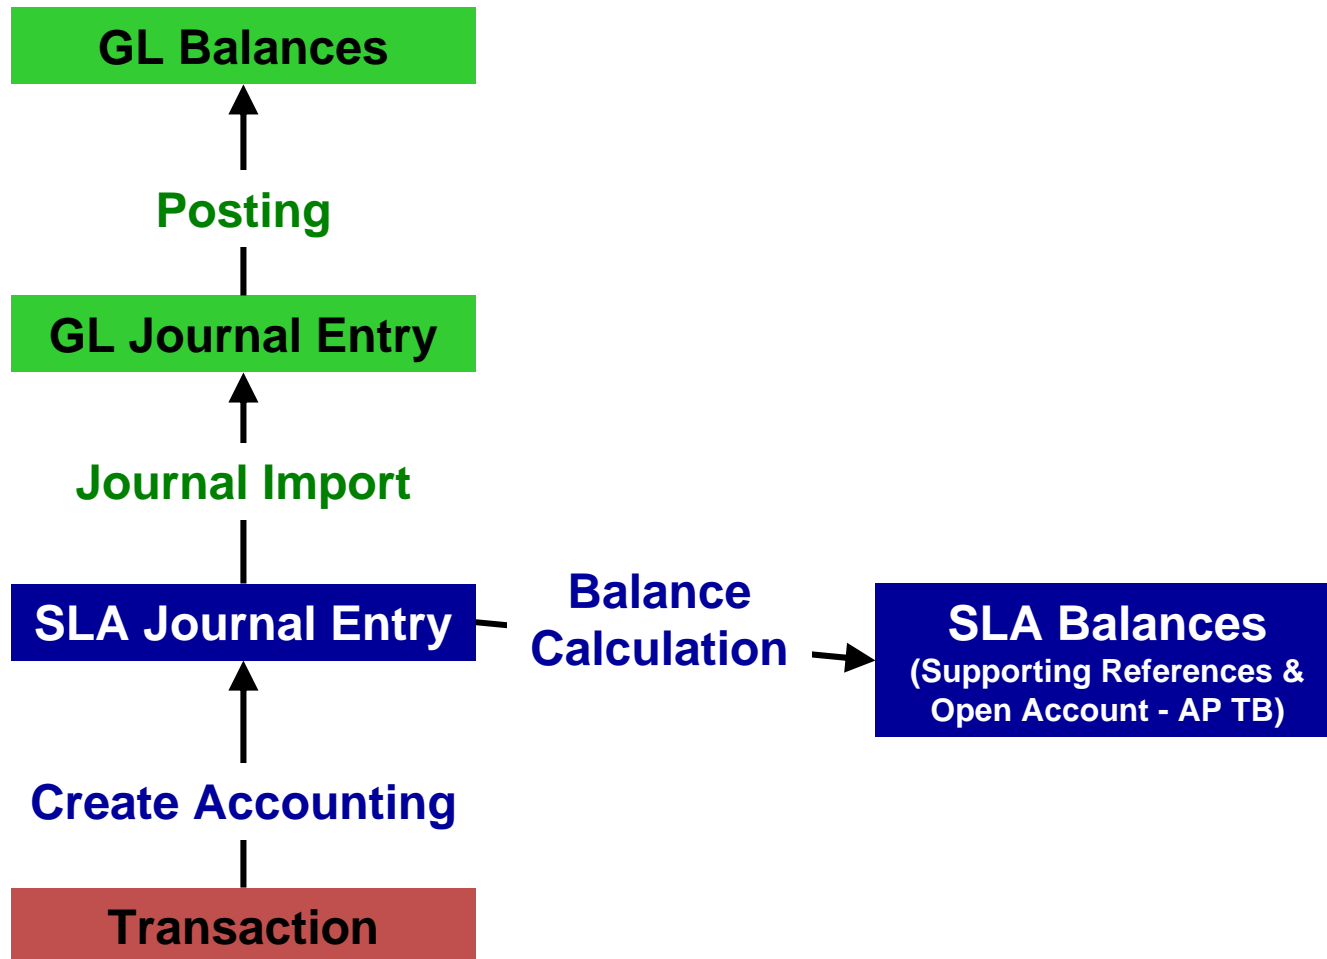 GL Balances
Posting
GL Journal Entry
Journal Import
SLA Journal Entry
Balance
Calculation
SLA Balances
(Supporting References &
Open Account - AP TB)
Create Accounting
Transaction